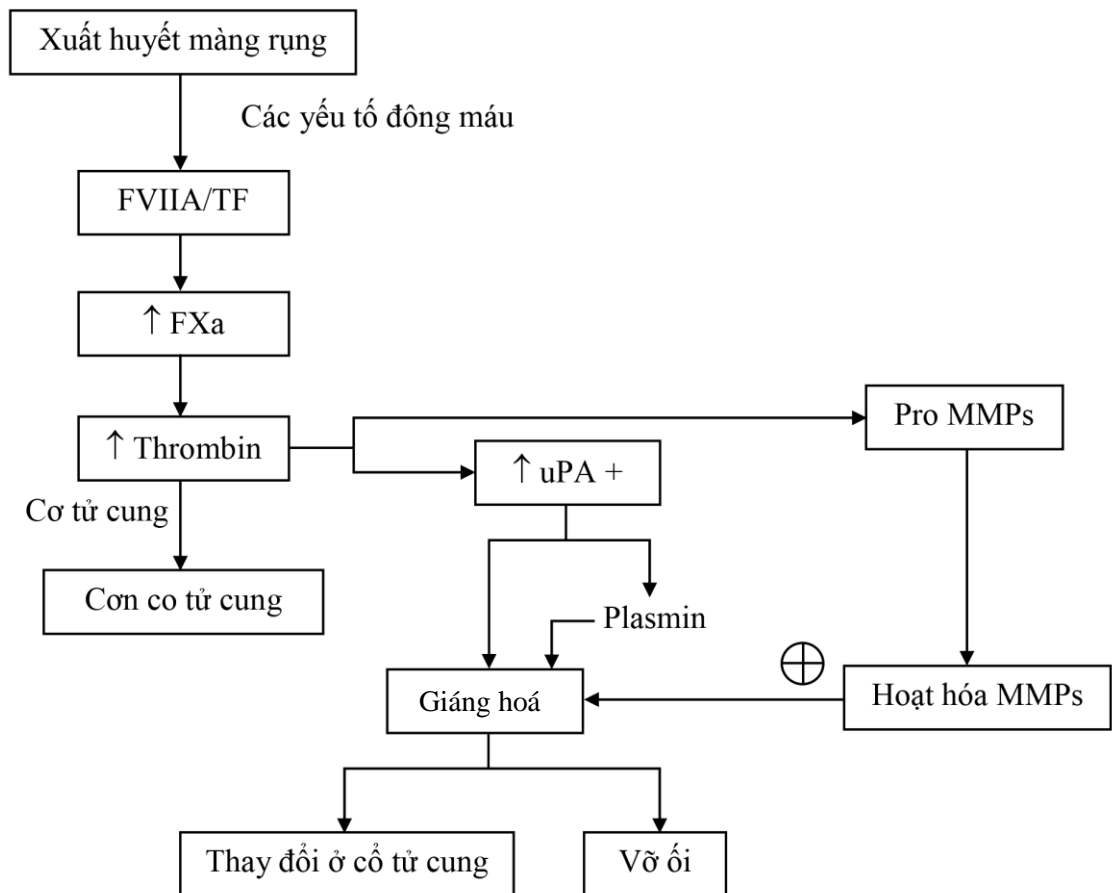 Xuất huyết màng rụng
Các yếu tố đông máu
FVIIA/TF
↑ FXa
↑ Thrombin
Pro MMPs
↑ uPA +
Cơ tử cung
Cơn co tử cung
Plasmin
Giáng hoá
Hoạt hóa MMPs
Thay đổi ở cổ tử cung
Vỡ ối